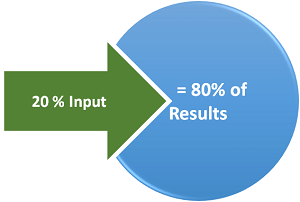 20 % Input
= 80% of
Results